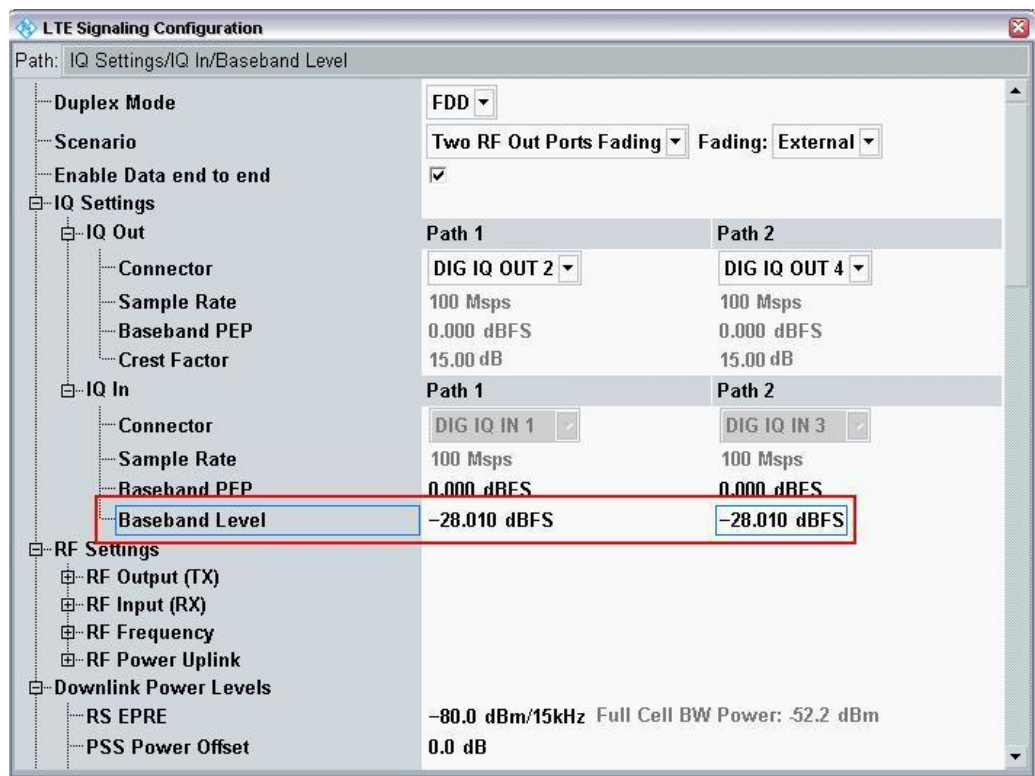 LTE Signaling Configuration
Path: IQ Settings/IQ In/Baseband Level
Duplex Mode FDD
Scenario Two RF Out Ports Fading Fading: External
Enable Data end to end
IQ Settings
IQ Out Path 1 Path 2
Connector DIG IQ OUT 2 DIG IQ OUT 4
Sample Rate 100 Msps 100 Msps
Baseband PEP 0.000 dBFS 0.000 dBFS
Crest Factor 15.00 dB 15.00 dB
IQ In Path 1 Path 2
Connector DIG IQ IN 1 DIG IQ IN 3
Sample Rate 100 Msps 100 Msps
Baseband PEP 0.000 dBFS 0.000 dBFS
Baseband Level −28.010 dBFS −28.010 dBFS
RF Settings
RF Output (TX)
RF Input (RX)
RF Frequency
RF Power Uplink
Downlink Power Levels
RS EPRE −80.0 dBm/15kHz Full Cell BW Power: -52.2 dBm
PSS Power Offset 0.0 dB